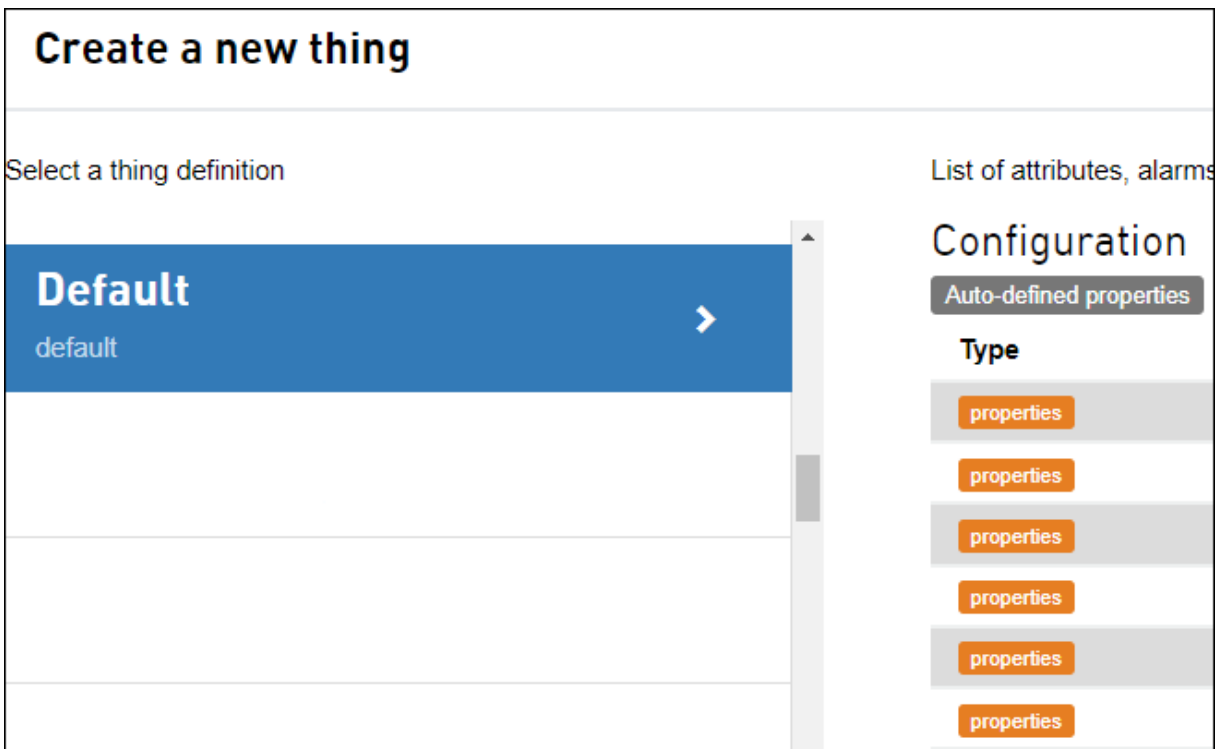 Create a new thing
Select a thing definition
Default
default
List of attributes, alarms
Configuration
Auto-defined properties
Type
properties
properties
properties
properties
properties
properties